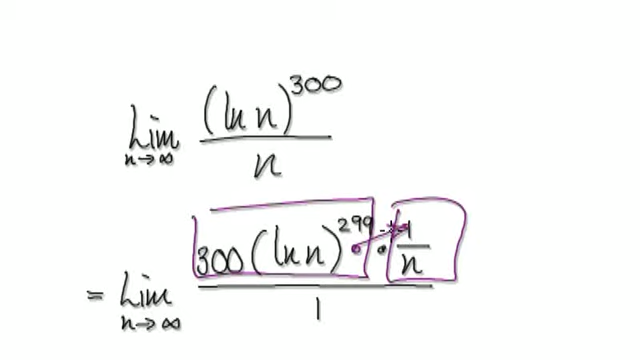 Lim n→∞ (ln n)^300 / n
= Lim n→∞ 300 (ln n)^299 · 1/n / 1